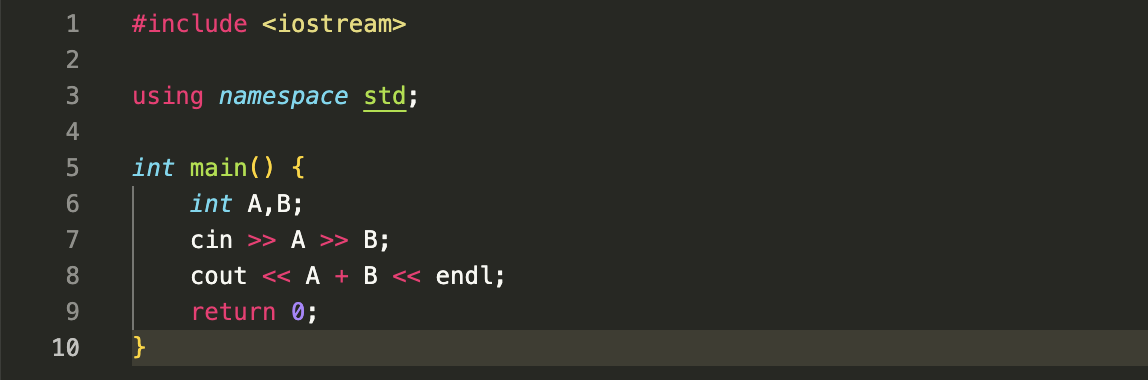 1 #include <iostream>
2
3 using namespace std;
4
5 int main() {
6     int A,B;
7     cin >> A >> B;
8     cout << A + B << endl;
9     return 0;
10 }